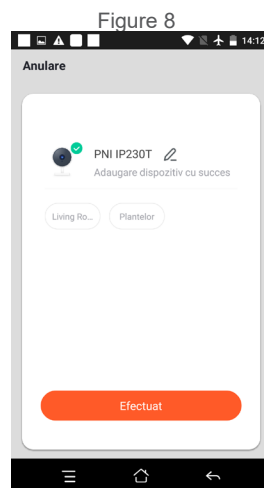 Figure 8
14:12
Anulare
PNI IP230T
Adaugare dispozitiv cu succes
Living Ro... Plantelor
Efectuat